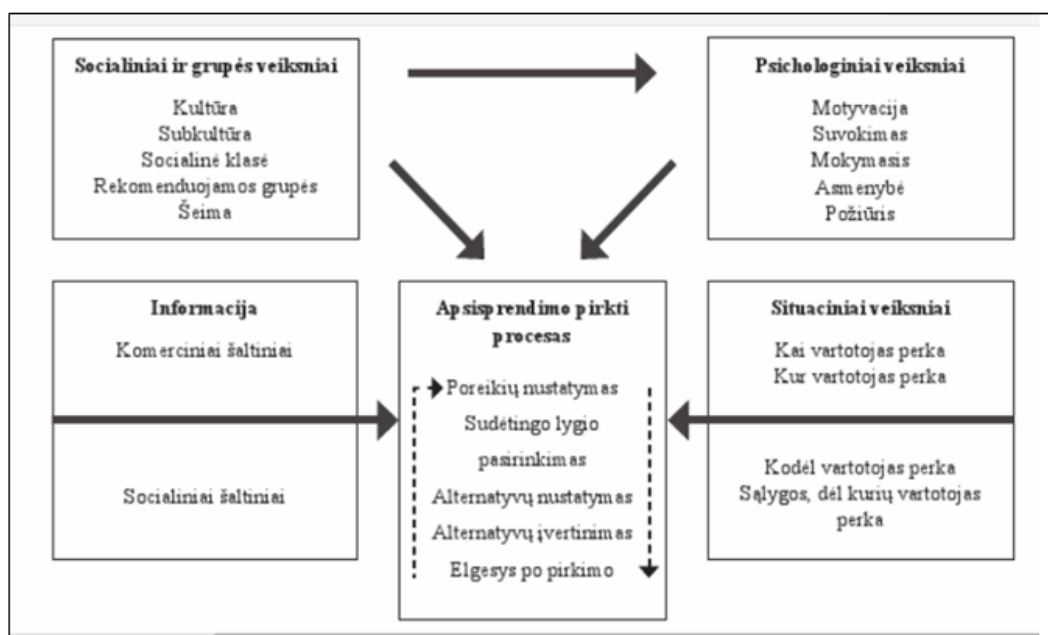 Socialiniai ir grupės veiksniai
Kultūra
Subkultūra
Socialinė klasė
Rekomenduojamos grupės
Šeima
Psichologiniai veiksniai
Motyvacija
Suvokimas
Mokymasis
Asmenybė
Požiūris
Informacija
Komerciniai šaltiniai
Socialiniai šaltiniai
Apsisprendimo pirkti
procesas
Poreikių nustatymas
Sudėtingo lygio
pasirinkimas
Alternatyvų nustatymas
Alternatyvų įvertinimas
Elgesys po pirkimo
Situaciniai veiksniai
Kai vartotojas perka
Kur vartotojas perka
Kodėl vartotojas perka
Sąlygos, dėl kurių vartotojas
perka